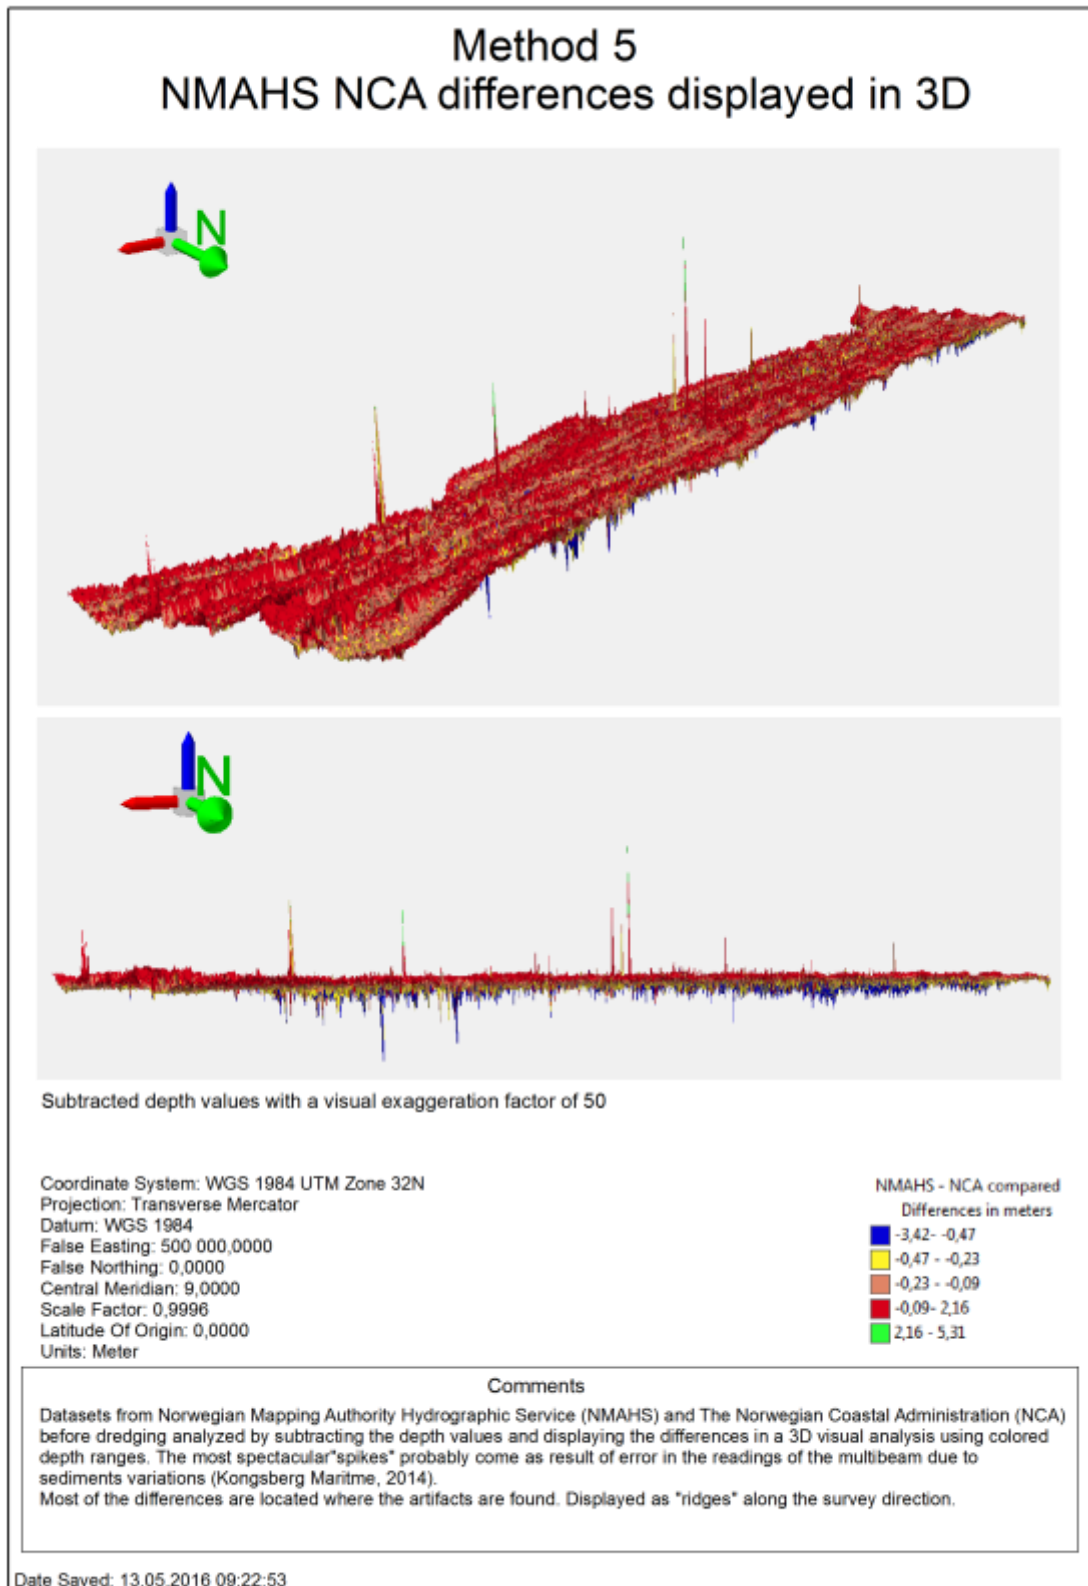 Method 5
NMAHS NCA differences displayed in 3D
N
N
Subtracted depth values with a visual exaggeration factor of 50
Coordinate System: WGS 1984 UTM Zone 32N
Projection: Transverse Mercator
Datum: WGS 1984
False Easting: 500 000,0000
False Northing: 0,0000
Central Meridian: 9,0000
Scale Factor: 0,9996
Latitude Of Origin: 0,0000
Units: Meter
NMAHS - NCA compared
Differences in meters
-3,42- -0,47
-0,47 - -0,23
-0,23 - -0,09
-0,09- 2,16
2,16 - 5,31
Comments
Datasets from Norwegian Mapping Authority Hydrographic Service (NMAHS) and The Norwegian Coastal Administration (NCA)
before dredging analyzed by subtracting the depth values and displaying the differences in a 3D visual analysis using colored
depth ranges. The most spectacular"spikes" probably come as result of error in the readings of the multibeam due to
sediments variations (Kongsberg Maritme, 2014).
Most of the differences are located where the artifacts are found. Displayed as "ridges" along the survey direction.
Date Saved: 13.05.2016 09:22:53